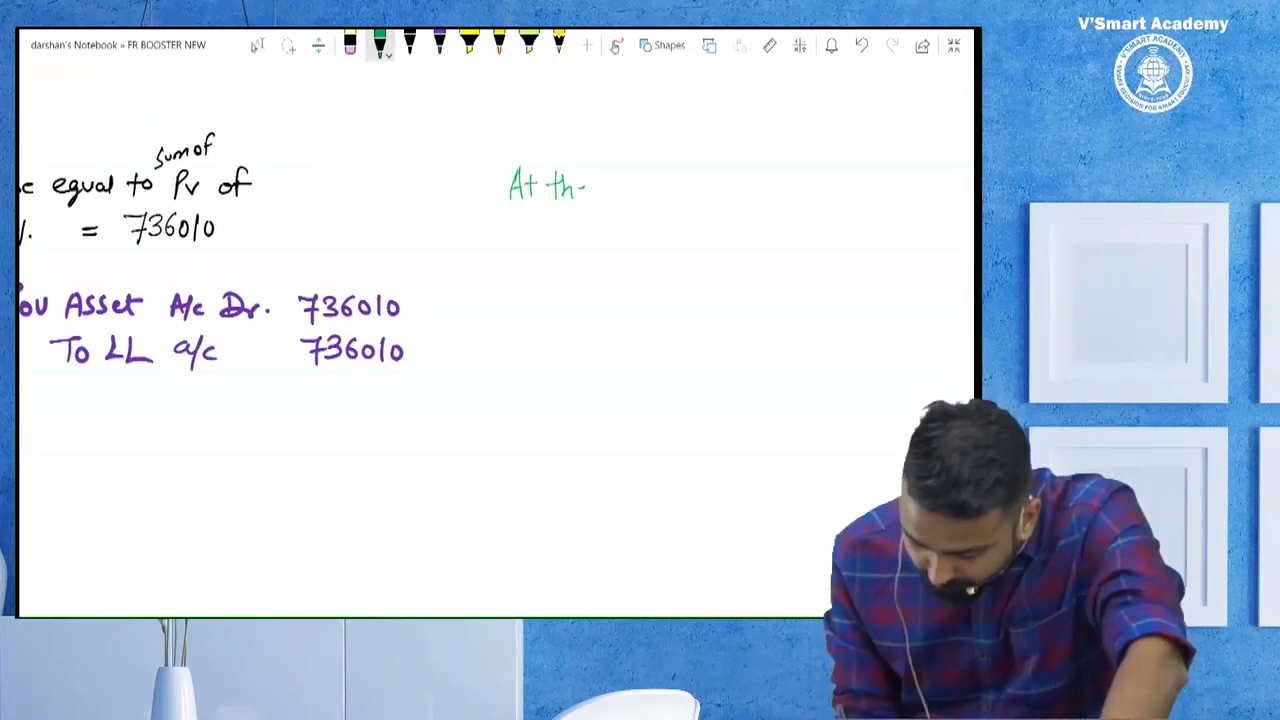 V'Smart Academy
darshan's Notebook » FR BOOSTER NEW
Shapes
sum of
equal to PV of
= 736010
At th
ROU Asset A/c Dr. 736010
To LL a/c 736010